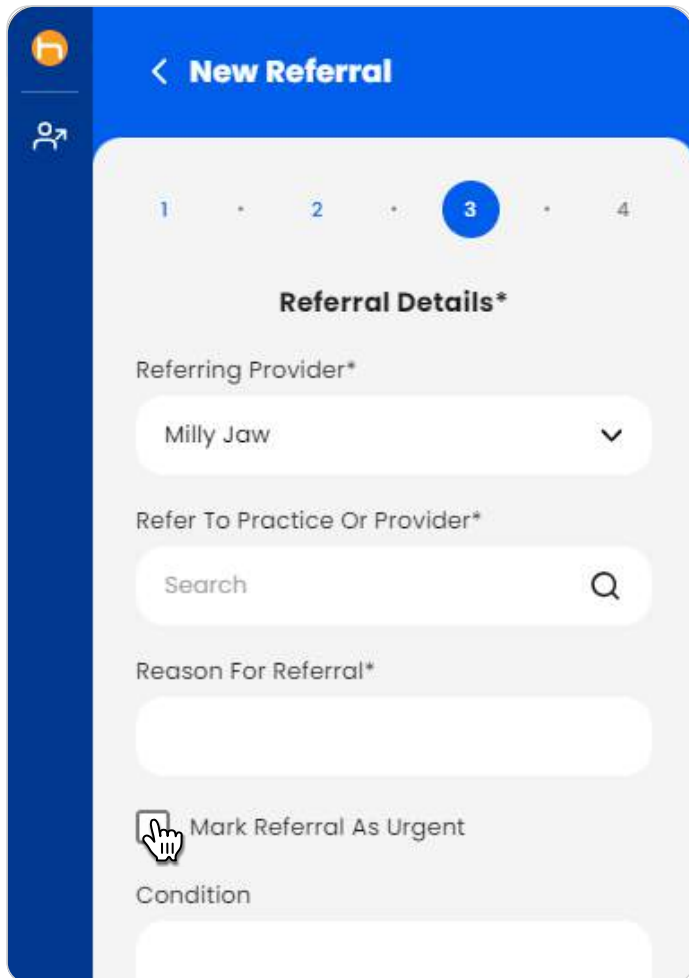 New Referral
1 · 2 · 3 · 4
Referral Details*
Referring Provider*
Milly Jaw
Refer To Practice Or Provider*
Search
Reason For Referral*
Mark Referral As Urgent
Condition